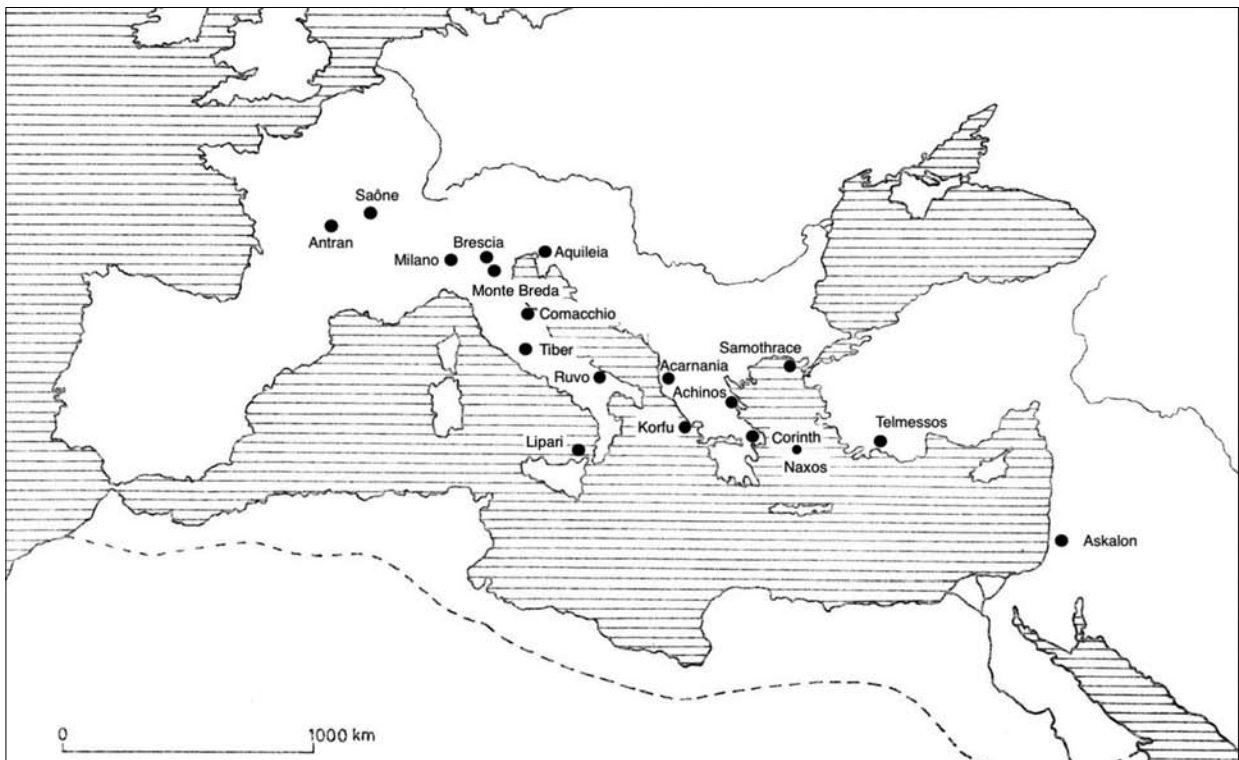 Saône
Antran
Brescia
Milano
Aquileia
Monte Breda
Comacchio
Tiber
Samothrace
Ruvo
Acarnania
Achinos
Telmessos
Korfu
Corinth
Lipari
Naxos
Askalon
0 1000 km